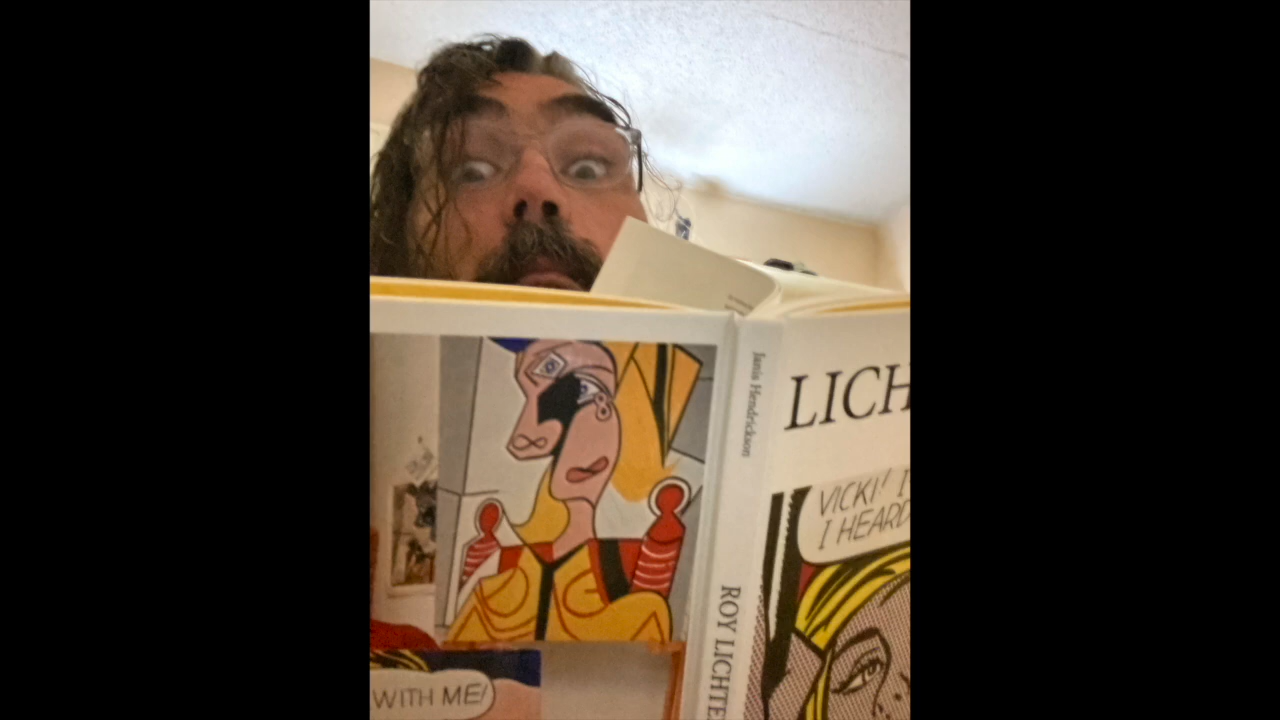 WITH ME!
Janis Hendrickson
ROY LICHTE
LICH
VICKI! I
I HEARD